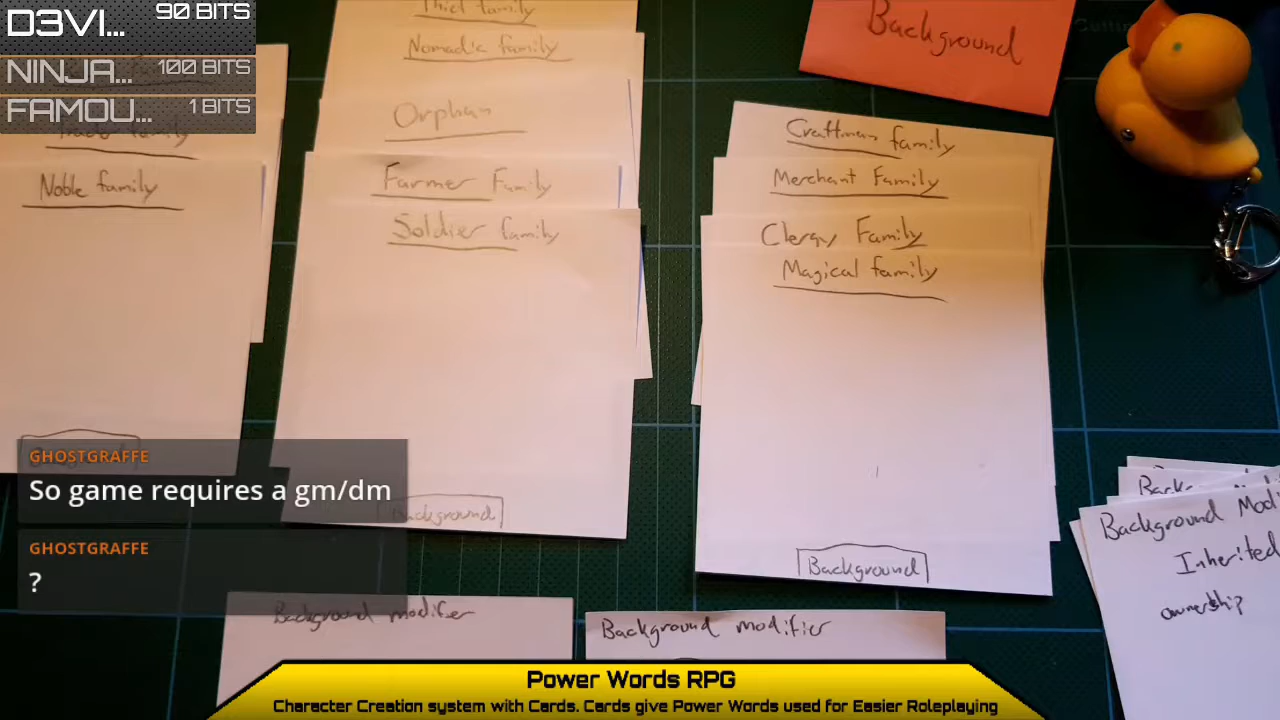 D3VI... 90 BITS
NINJA... 100 BITS
FAMOU... 1 BITS
Thief family
Nomadic family
Orphan
Farmer Family
Soldier family
Background
family
Noble family
Background
Craftman family
Merchant Family
Clergy Family
Magical family
Background
Background Modi
Inherited
ownership
GHOSTGRAFFE
So game requires a gm/dm
GHOSTGRAFFE
?
Background modifier
Background modifier
Power Words RPG
Character Creation system with Cards. Cards give Power Words used for Easier Roleplaying